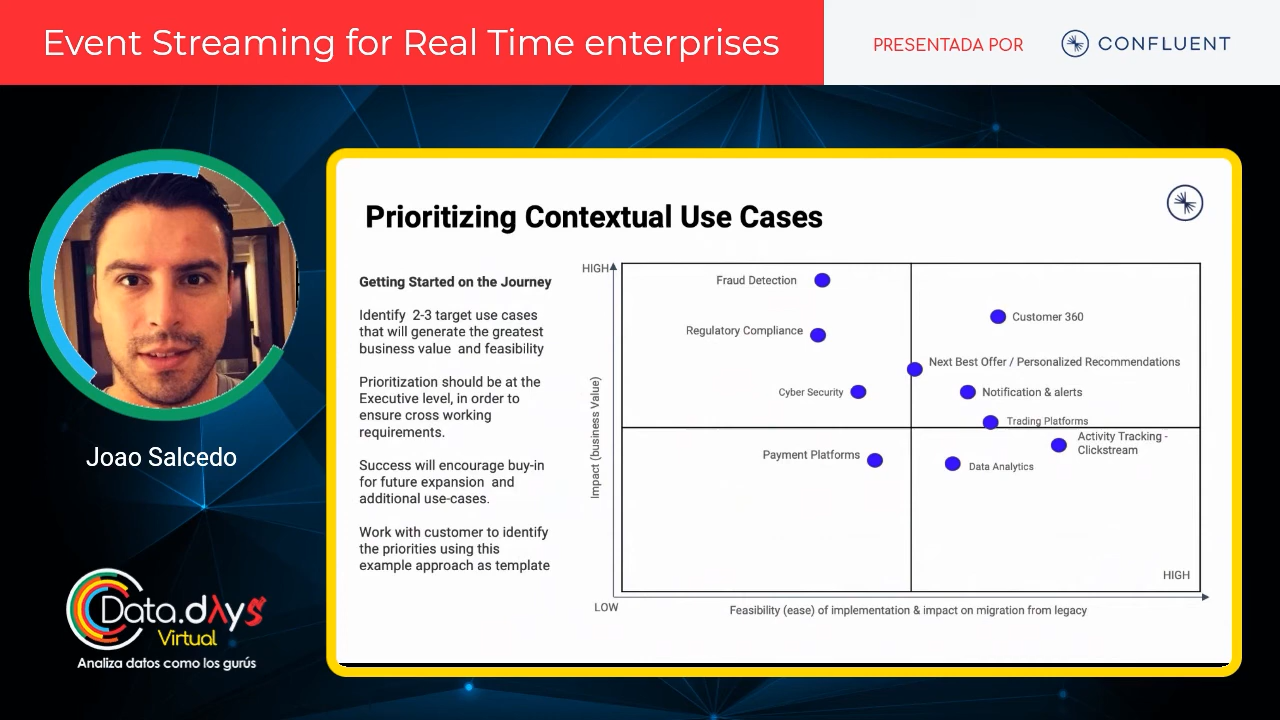 Event Streaming for Real Time enterprises
PRESENTADA POR
CONFLUENT
Joao Salcedo
Data.dAys
Virtual
Analiza datos como los gurús
Prioritizing Contextual Use Cases
Getting Started on the Journey
Identify 2-3 target use cases
that will generate the greatest
business value and feasibility
Prioritization should be at the
Executive level, in order to
ensure cross working
requirements.
Success will encourage buy-in
for future expansion and
additional use-cases.
Work with customer to identify
the priorities using this
example approach as template
HIGH
Impact (business Value)
Fraud Detection
Regulatory Compliance
Cyber Security
Customer 360
Next Best Offer / Personalized Recommendations
Notification & alerts
Trading Platforms
Payment Platforms
Activity Tracking -
Clickstream
Data Analytics
HIGH
LOW
Feasibility (ease) of implementation & impact on migration from legacy